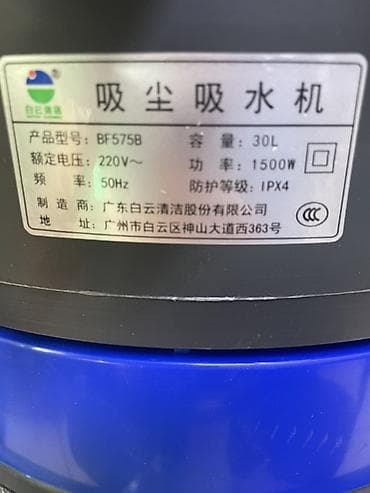 白云清洁
吸尘吸水机
产品型号: BF575B 容 量: 30L
额定电压: 220V～ 功 率: 1500W
频 率: 50Hz 防护等级: IPX4
制 造 商: 广东白云清洁股份有限公司
地 址: 广州市白云区神山大道西363号
CCC